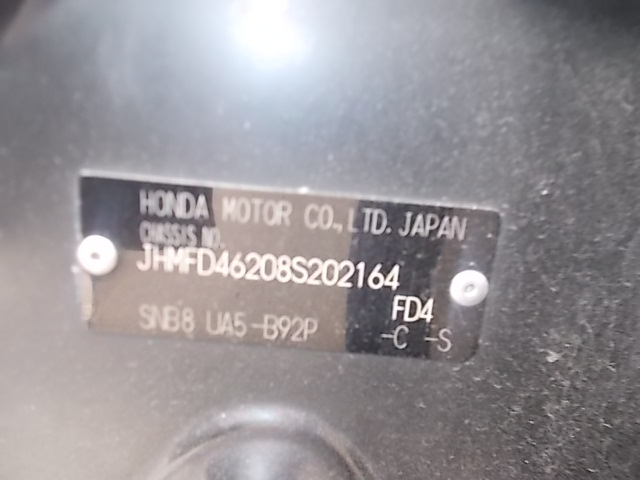 HONDA MOTOR CO., LTD. JAPAN
CHASSIS NO.
JHMFD46208S202164
FD4
SNB8 UA5-B92P -C -S